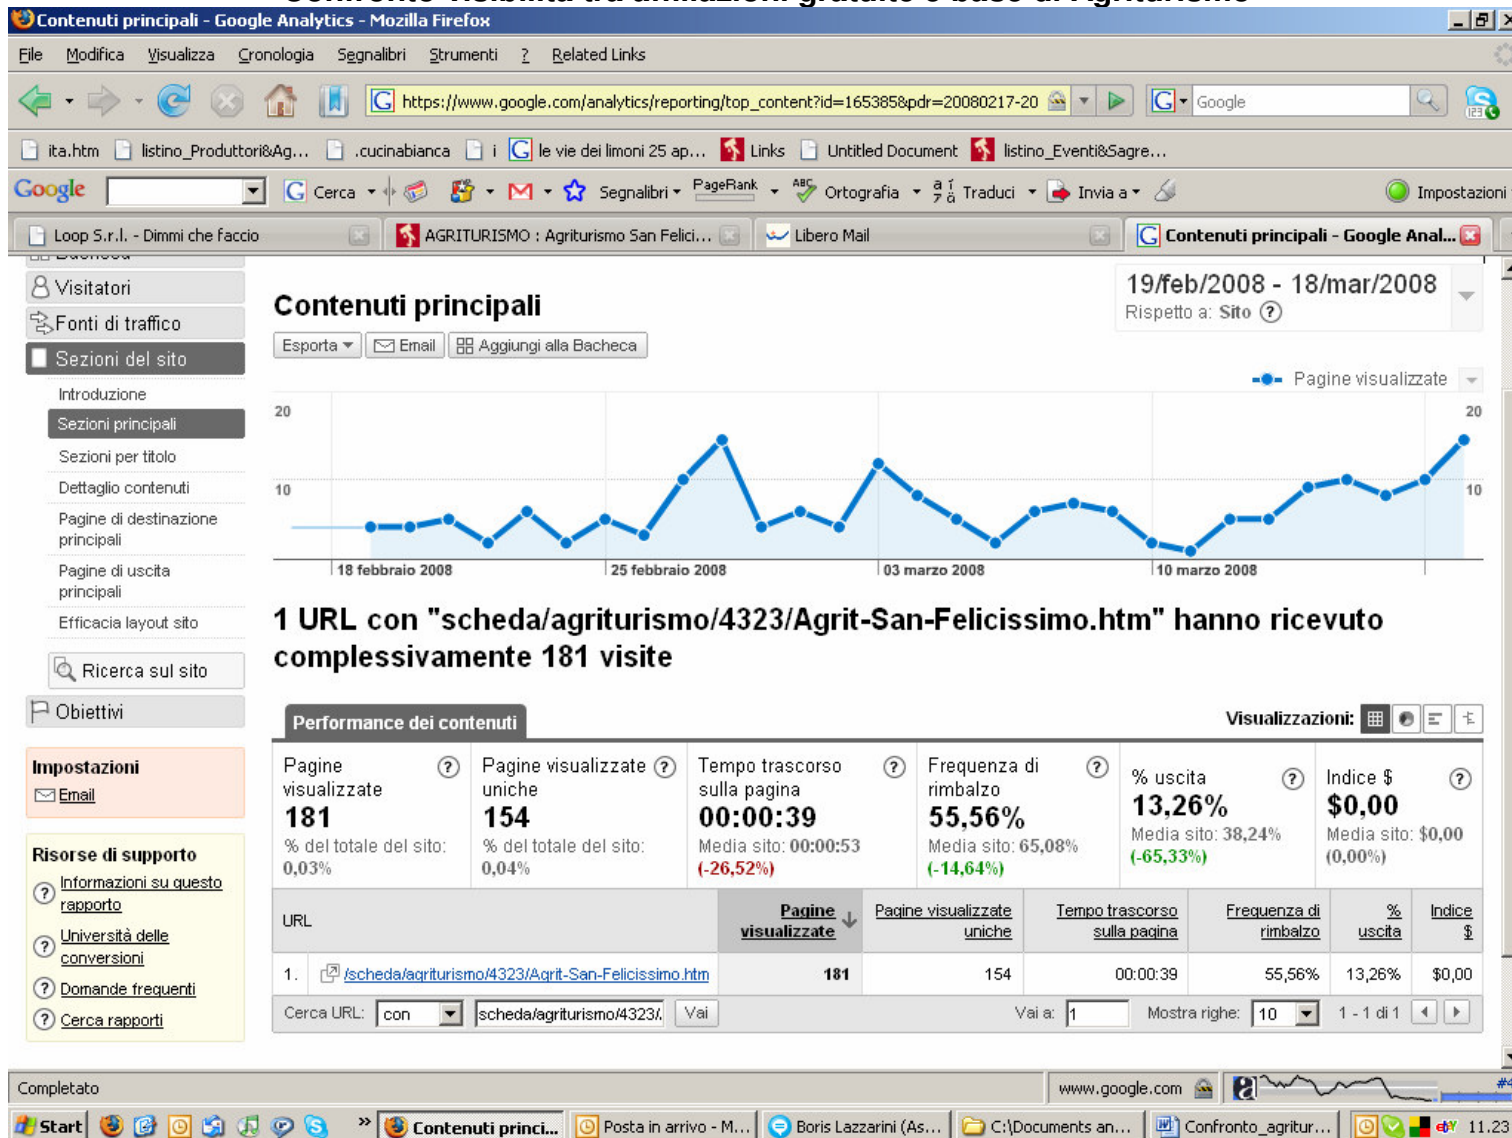 Confronto visibilità tra affiliazioni gratuite e base di Agriturismo
Contenuti principali - Google Analytics - Mozilla Firefox
File Modifica Visualizza Cronologia Segnalibri Strumenti ? Related Links
https://www.google.com/analytics/reporting/top_content?id=165385&pdr=20080217-20 Google
ita.htm listino_Produttori&Ag... .cucinabianca i le vie dei limoni 25 ap... Links Untitled Document listino_Eventi&Sagre...
Google Cerca Segnalibri PageRank Ortografia Traduci Invia a Impostazioni
Loop S.r.l. - Dimmi che faccio AGRITURISMO : Agriturismo San Felici... Libero Mail Contenuti principali - Google Anal...
Bacheca
Visitatori
Fonti di traffico
Sezioni del sito
Introduzione
Sezioni principali
Sezioni per titolo
Dettaglio contenuti
Pagine di destinazione
principali
Pagine di uscita
principali
Efficacia layout sito
Ricerca sul sito
Obiettivi
Impostazioni
Email
Risorse di supporto
Informazioni su questo
rapporto
Università delle
conversioni
Domande frequenti
Cerca rapporti
Contenuti principali
19/feb/2008 - 18/mar/2008
Rispetto a: Sito ?
Esporta Email Aggiungi alla Bacheca
Pagine visualizzate
20 20
10 10
18 febbraio 2008 25 febbraio 2008 03 marzo 2008 10 marzo 2008
1 URL con "scheda/agriturismo/4323/Agrit-San-Felicissimo.htm" hanno ricevuto
complessivamente 181 visite
Performance dei contenuti Visualizzazioni:
Pagine
visualizzate ?
181
% del totale del sito:
0,03%
Pagine visualizzate ?
uniche
154
% del totale del sito:
0,04%
Tempo trascorso ?
sulla pagina
00:00:39
Media sito: 00:00:53
(-26,52%)
Frequenza di ?
rimbalzo
55,56%
Media sito: 65,08%
(-14,64%)
% uscita ?
13,26%
Media sito: 38,24%
(-65,33%)
Indice $ ?
$0,00
Media sito: $0,00
(0,00%)
URL Pagine visualizzate Pagine visualizzate uniche Tempo trascorso sulla pagina Frequenza di rimbalzo % uscita Indice $
1. /scheda/agriturismo/4323/Agrit-San-Felicissimo.htm 181 154 00:00:39 55,56% 13,26% $0,00
Cerca URL: con scheda/agriturismo/4323/. Vai Vai a: 1 Mostra righe: 10 1 - 1 di 1
Completato www.google.com #4
Start » Contenuti princi... Posta in arrivo - M... Boris Lazzarini (As... C:\Documents an... Confronto_agritur... 11.23